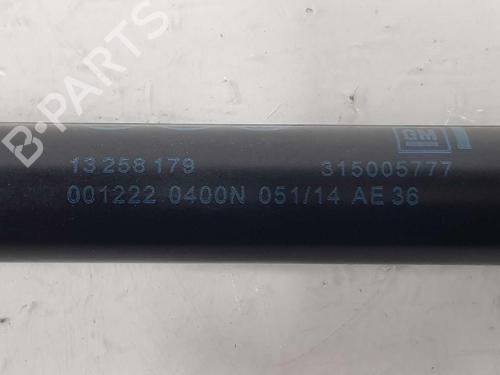 B-PARTS
GM
13 258 179 315005777
001222 0400N 051/14 AE 36